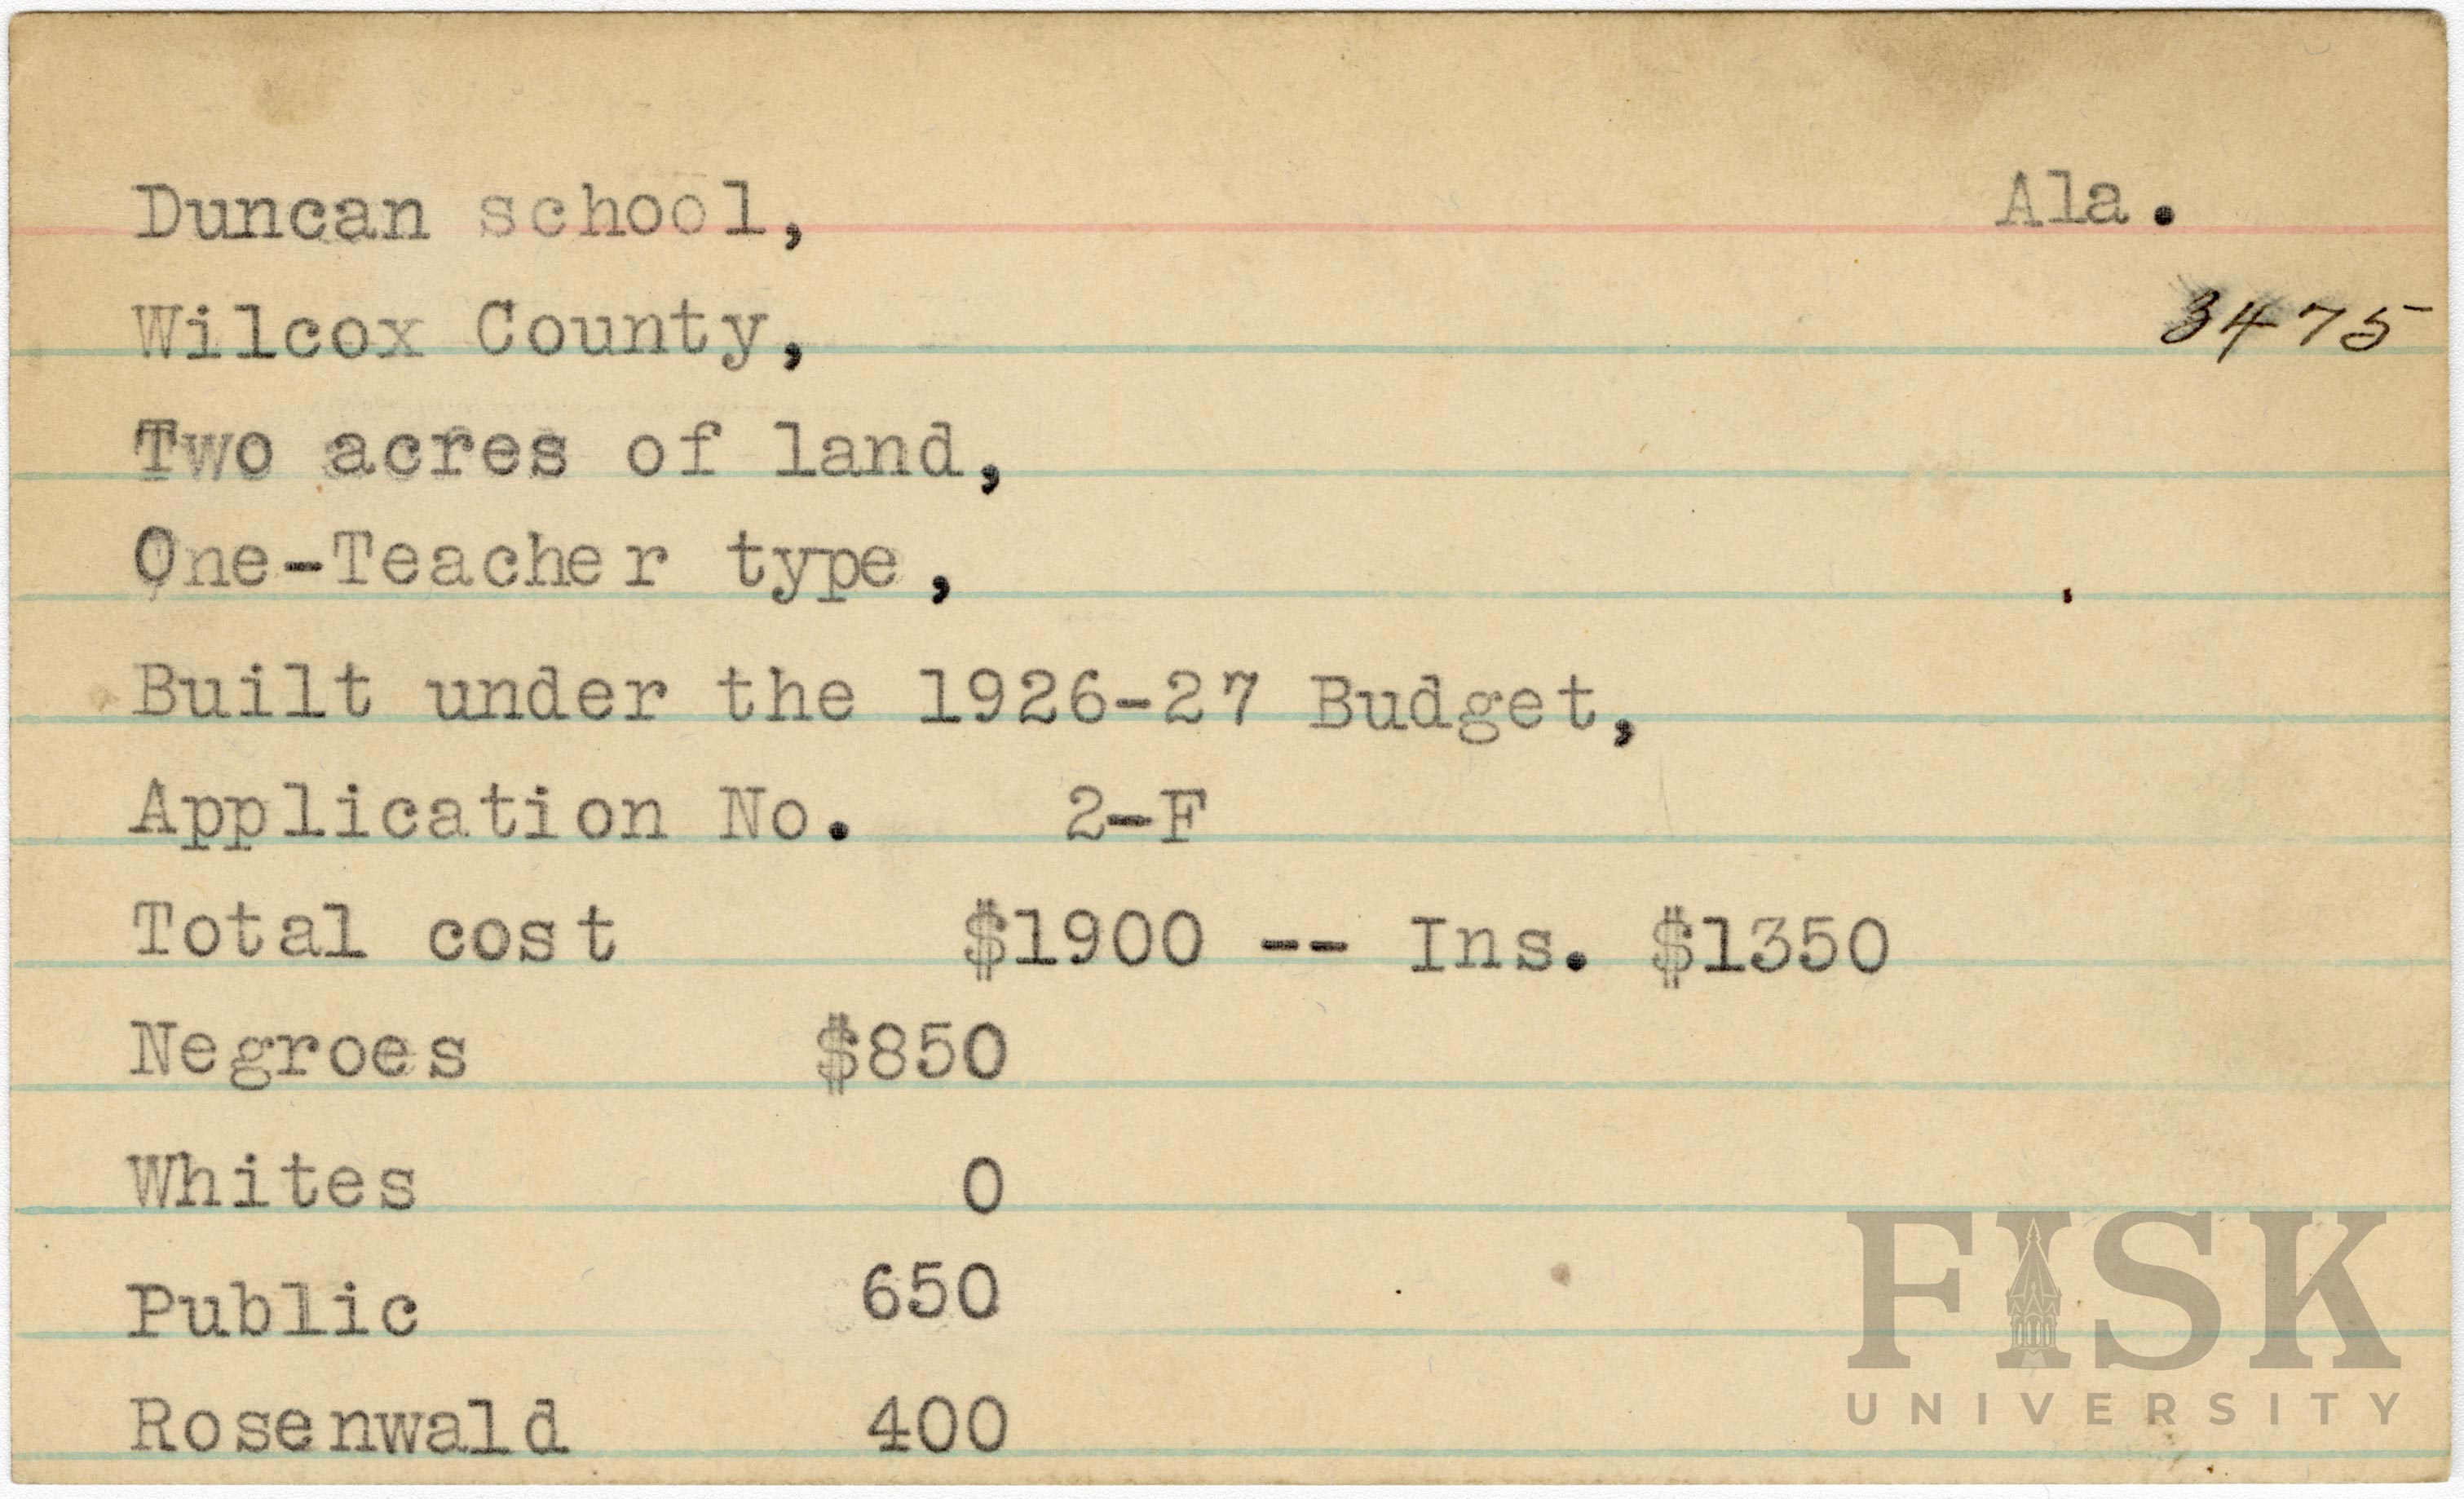 Duncan school, Ala.
3475
Wilcox County,
Two acres of land,
One-Teacher type,
Built under the 1926-27 Budget,
Application No. 2-F
Total cost $1900 -- Ins. $1350
Negroes $850
Whites 0
Public 650
Rosenwald 400
FISK
UNIVERSITY